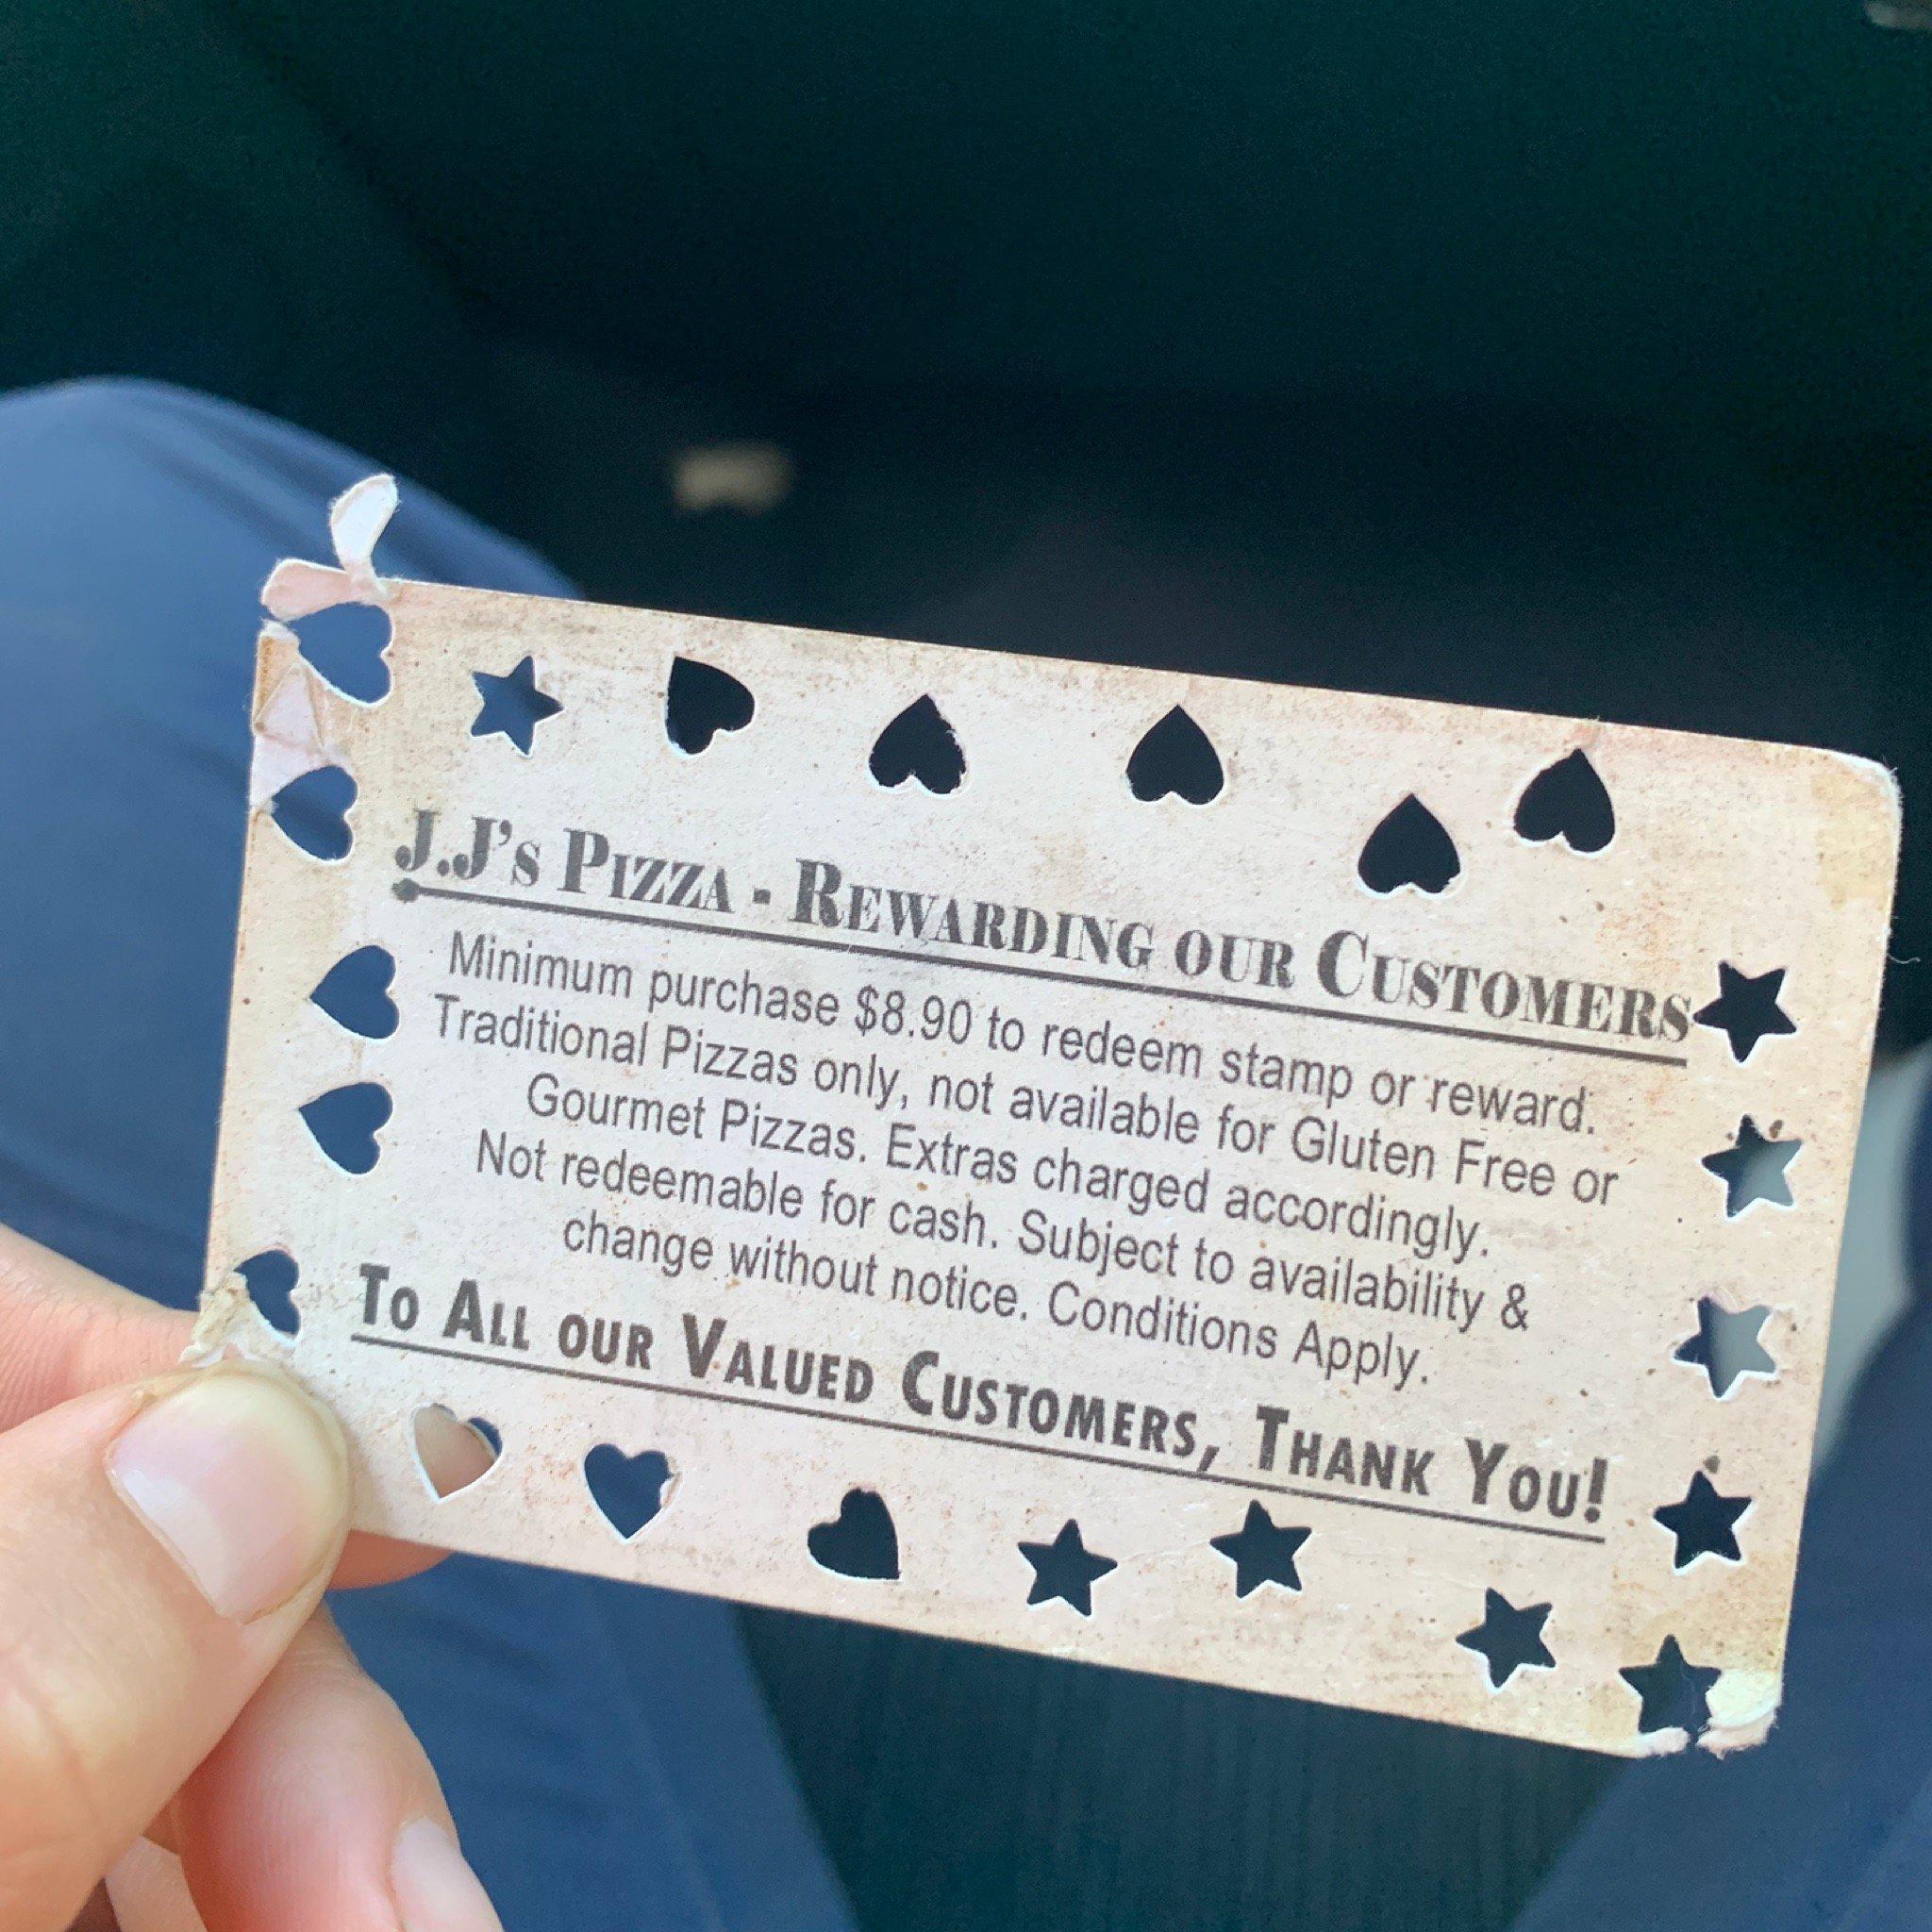 J.J's Pizza - Rewarding our Customers
Minimum purchase $8.90 to redeem stamp or reward.
Traditional Pizzas only, not available for Gluten Free or
Gourmet Pizzas. Extras charged accordingly.
Not redeemable for cash. Subject to availability &
change without notice. Conditions Apply.
To All our Valued Customers, Thank You!